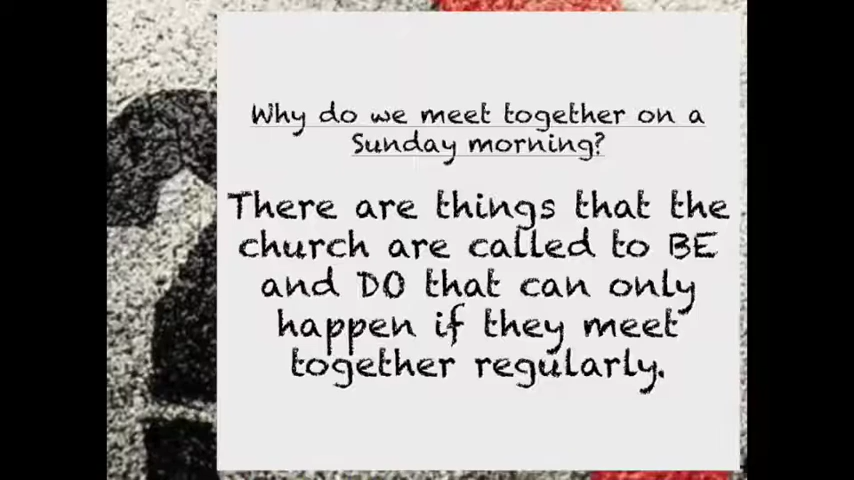 Why do we meet together on a
Sunday morning?
There are things that the
church are called to BE
and DO that can only
happen if they meet
together regularly.